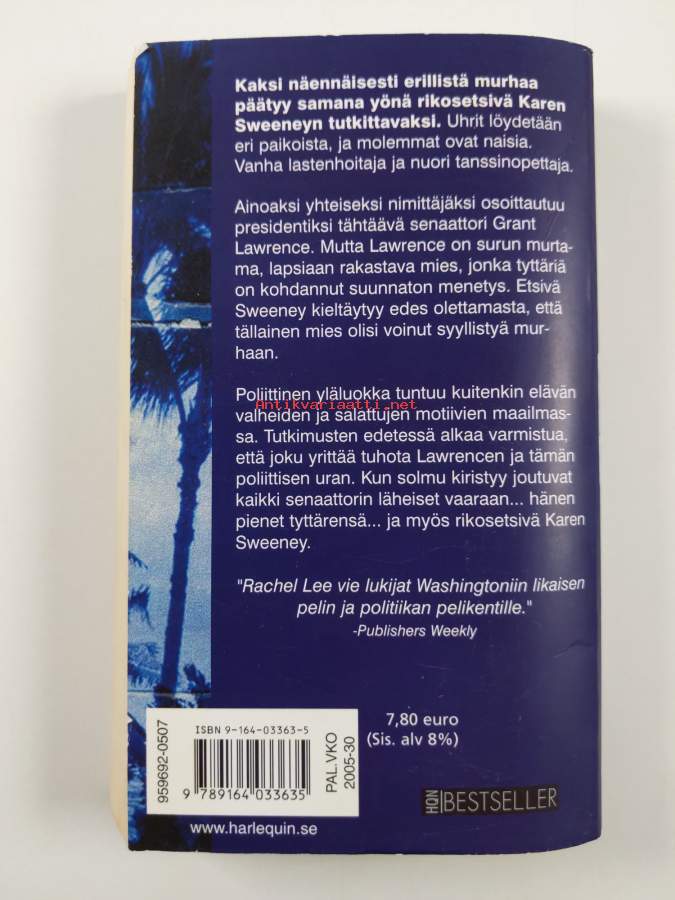 Kaksi näennäisesti erillistä murhaa
päätyy samana yönä rikosetsivä Karen
Sweeneyn tutkittavaksi. Uhrit löydetään
eri paikoista, ja molemmat ovat naisia.
Vanha lastenhoitaja ja nuori tanssinopettaja.
Ainoaksi yhteiseksi nimittäjäksi osoittautuu
presidentiksi tähtäävä senaattori Grant
Lawrence. Mutta Lawrence on surun murta-
ma, lapsiaan rakastava mies, jonka tyttäriä
on kohdannut suunnaton menetys. Etsivä
Sweeney kieltäytyy edes olettamasta, että
tällainen mies olisi voinut syyllistyä mur-
haan.
Poliittinen yläluokka tuntuu kuitenkin elävän
Antikvariaatti.net
valheiden ja salattujen motiivien maailmas-
sa. Tutkimusten edetessä alkaa varmistua,
että joku yrittää tuhota Lawrencen ja tämän
poliittisen uran. Kun solmu kiristyy joutuvat
kaikki senaattorin läheiset vaaraan... hänen
pienet tyttärensä... ja myös rikosetsivä Karen
Sweeney.
"Rachel Lee vie lukijat Washingtoniin likaisen
pelin ja politiikan pelikentille."
-Publishers Weekly
959692-0507
ISBN 9-164-03363-5
9 789164 033635
PAL.VKO
2005-30
www.harlequin.se
7,80 euro
(Sis. alv 8%)
HQN BESTSELLER